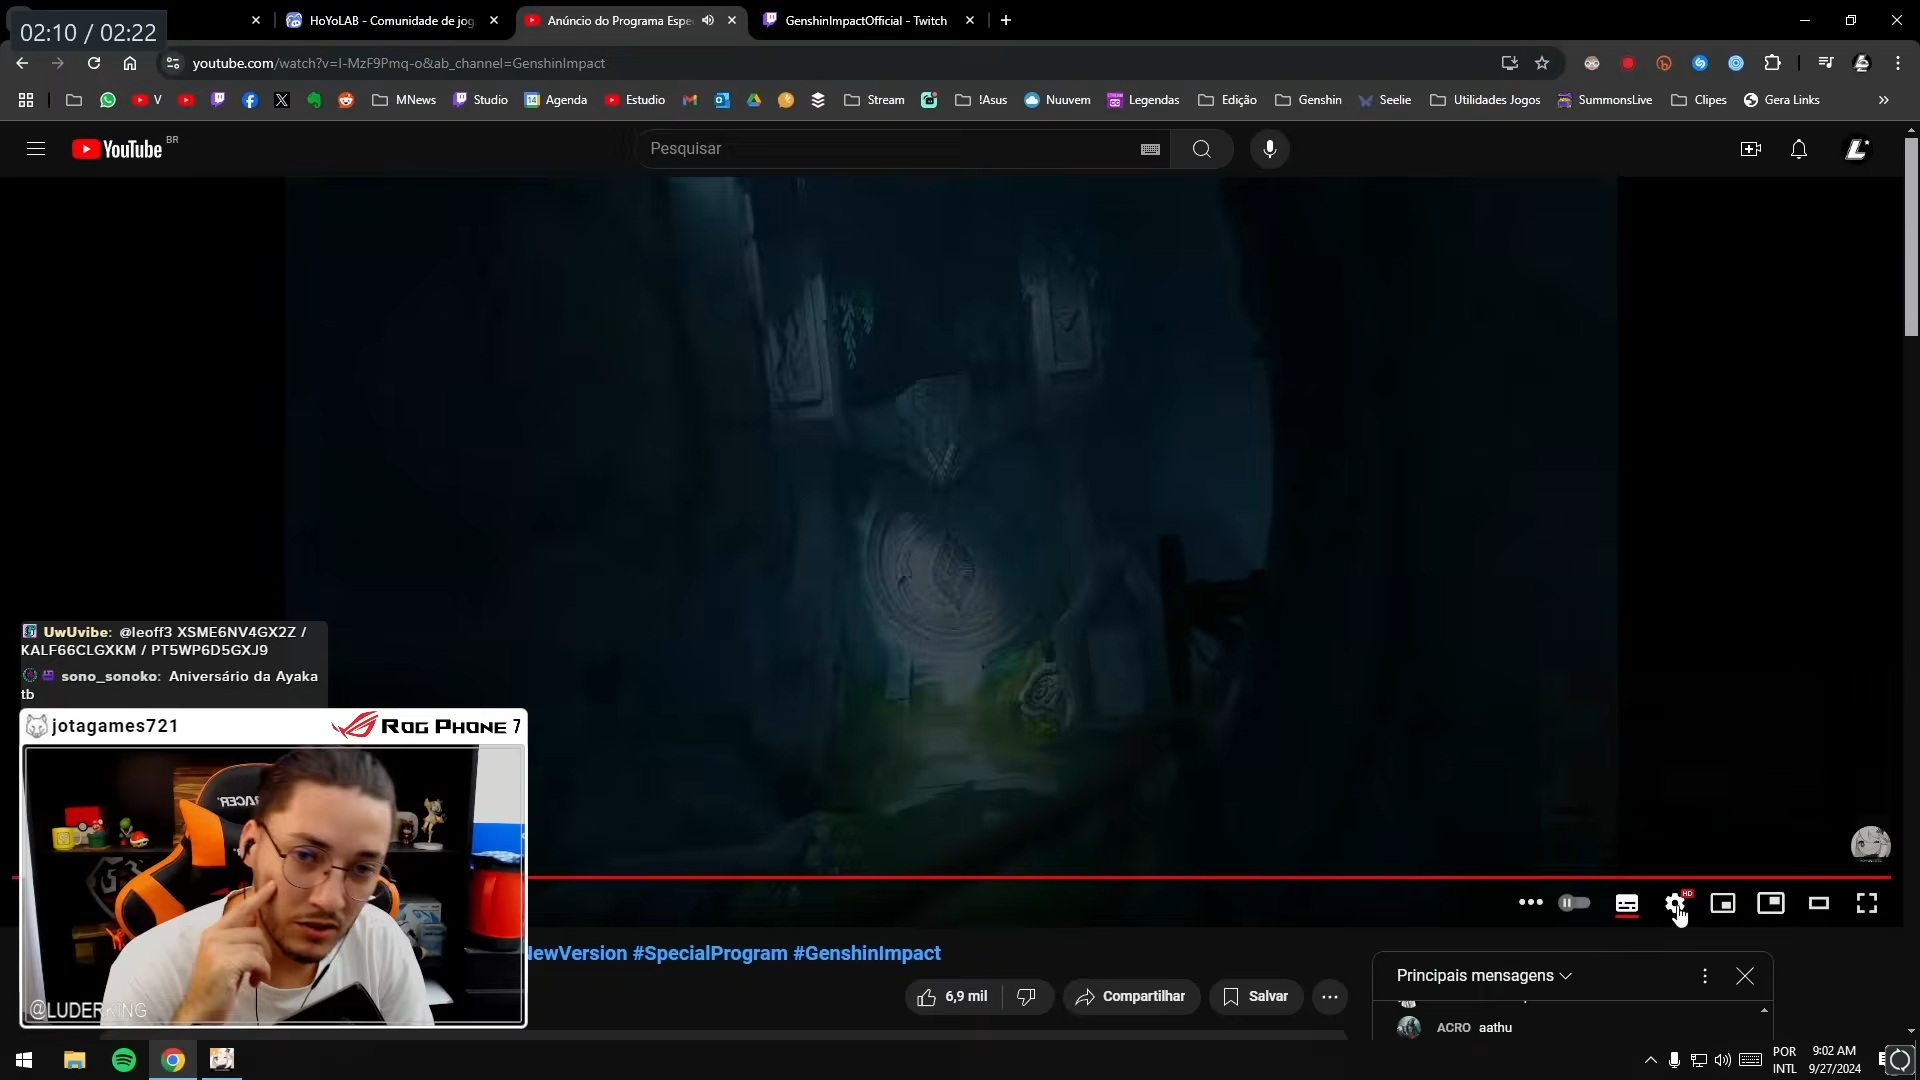 02:10 / 02:22
HoYoLAB - Comunidade de jog
Anúncio do Programa Espe
GenshinImpactOfficial - Twitch
youtube.com/watch?v=I-MzF9Pmq-o&ab_channel=GenshinImpact
V
MNews
Studio
Agenda
Estudio
Stream
!Asus
Nuuvem
Legendas
Edição
Genshin
Seelie
Utilidades Jogos
SummonsLive
Clipes
Gera Links
YouTube BR
Pesquisar
UwUvibe: @leoff3 XSME6NV4GX2Z /
KALF66CLGXKM / PT5WP6D5GXJ9
sono_sonoko: Aniversário da Ayaka
tb
jotagames721
ROG PHONE 7
@LUDERKING
HD
NewVersion #SpecialProgram #GenshinImpact
6,9 mil
Compartilhar
Salvar
Principais mensagens
ACRO aathu
POR
INTL
9:02 AM
9/27/2024